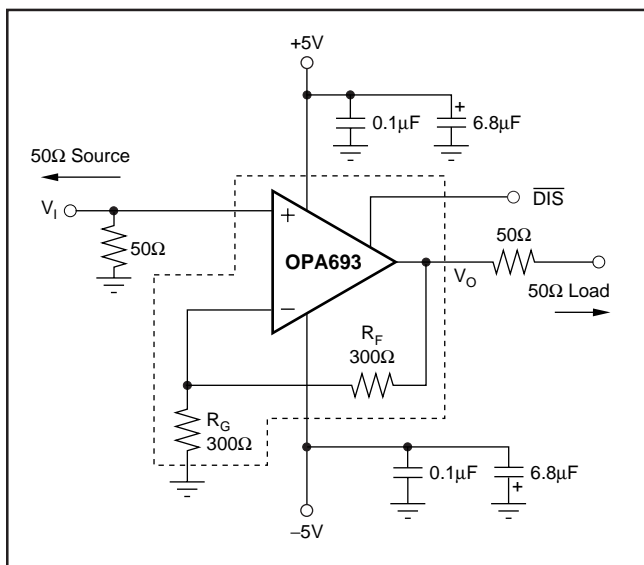 +5V
+
0.1μF
6.8μF
50Ω Source
V_I
50Ω
DIS
+
−
OPA693
V_O
50Ω
50Ω Load
R_F
300Ω
R_G
300Ω
0.1μF
6.8μF
+
−5V